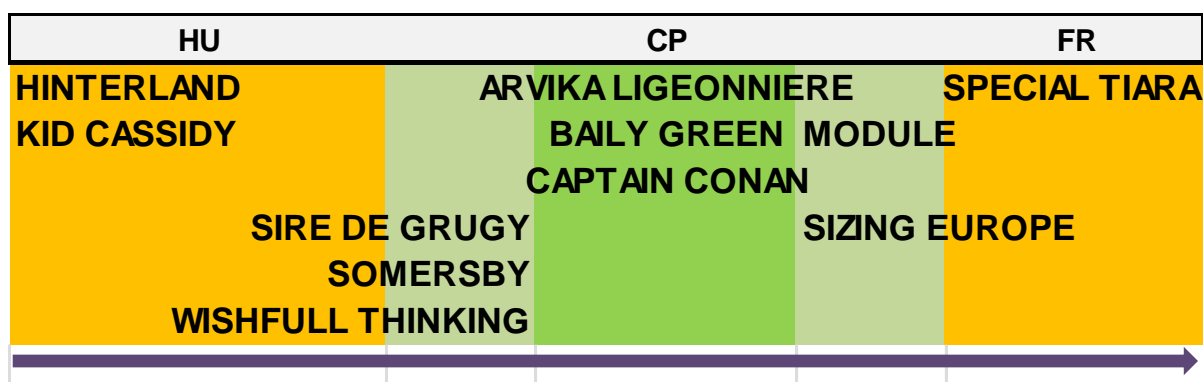 HU CP FR
HINTERLAND ARVIKA LIGEONNIERE SPECIAL TIARA
KID CASSIDY BAILY GREEN MODULE
CAPTAIN CONAN
SIRE DE GRUGY SIZING EUROPE
SOMERSBY
WISHFULL THINKING